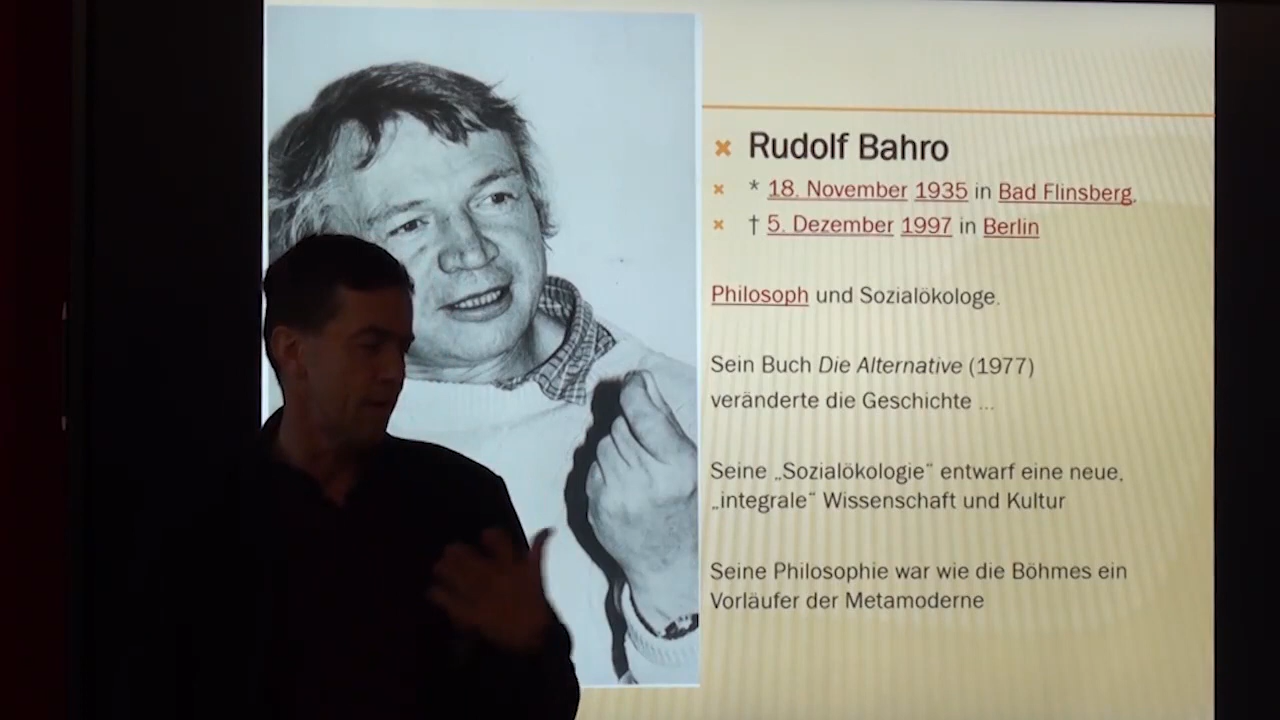 Rudolf Bahro
* 18. November 1935 in Bad Flinsberg,
† 5. Dezember 1997 in Berlin
Philosoph und Sozialökologe.
Sein Buch Die Alternative (1977)
veränderte die Geschichte ...
Seine „Sozialökologie“ entwarf eine neue,
„integrale“ Wissenschaft und Kultur
Seine Philosophie war wie die Böhmes ein
Vorläufer der Metamoderne